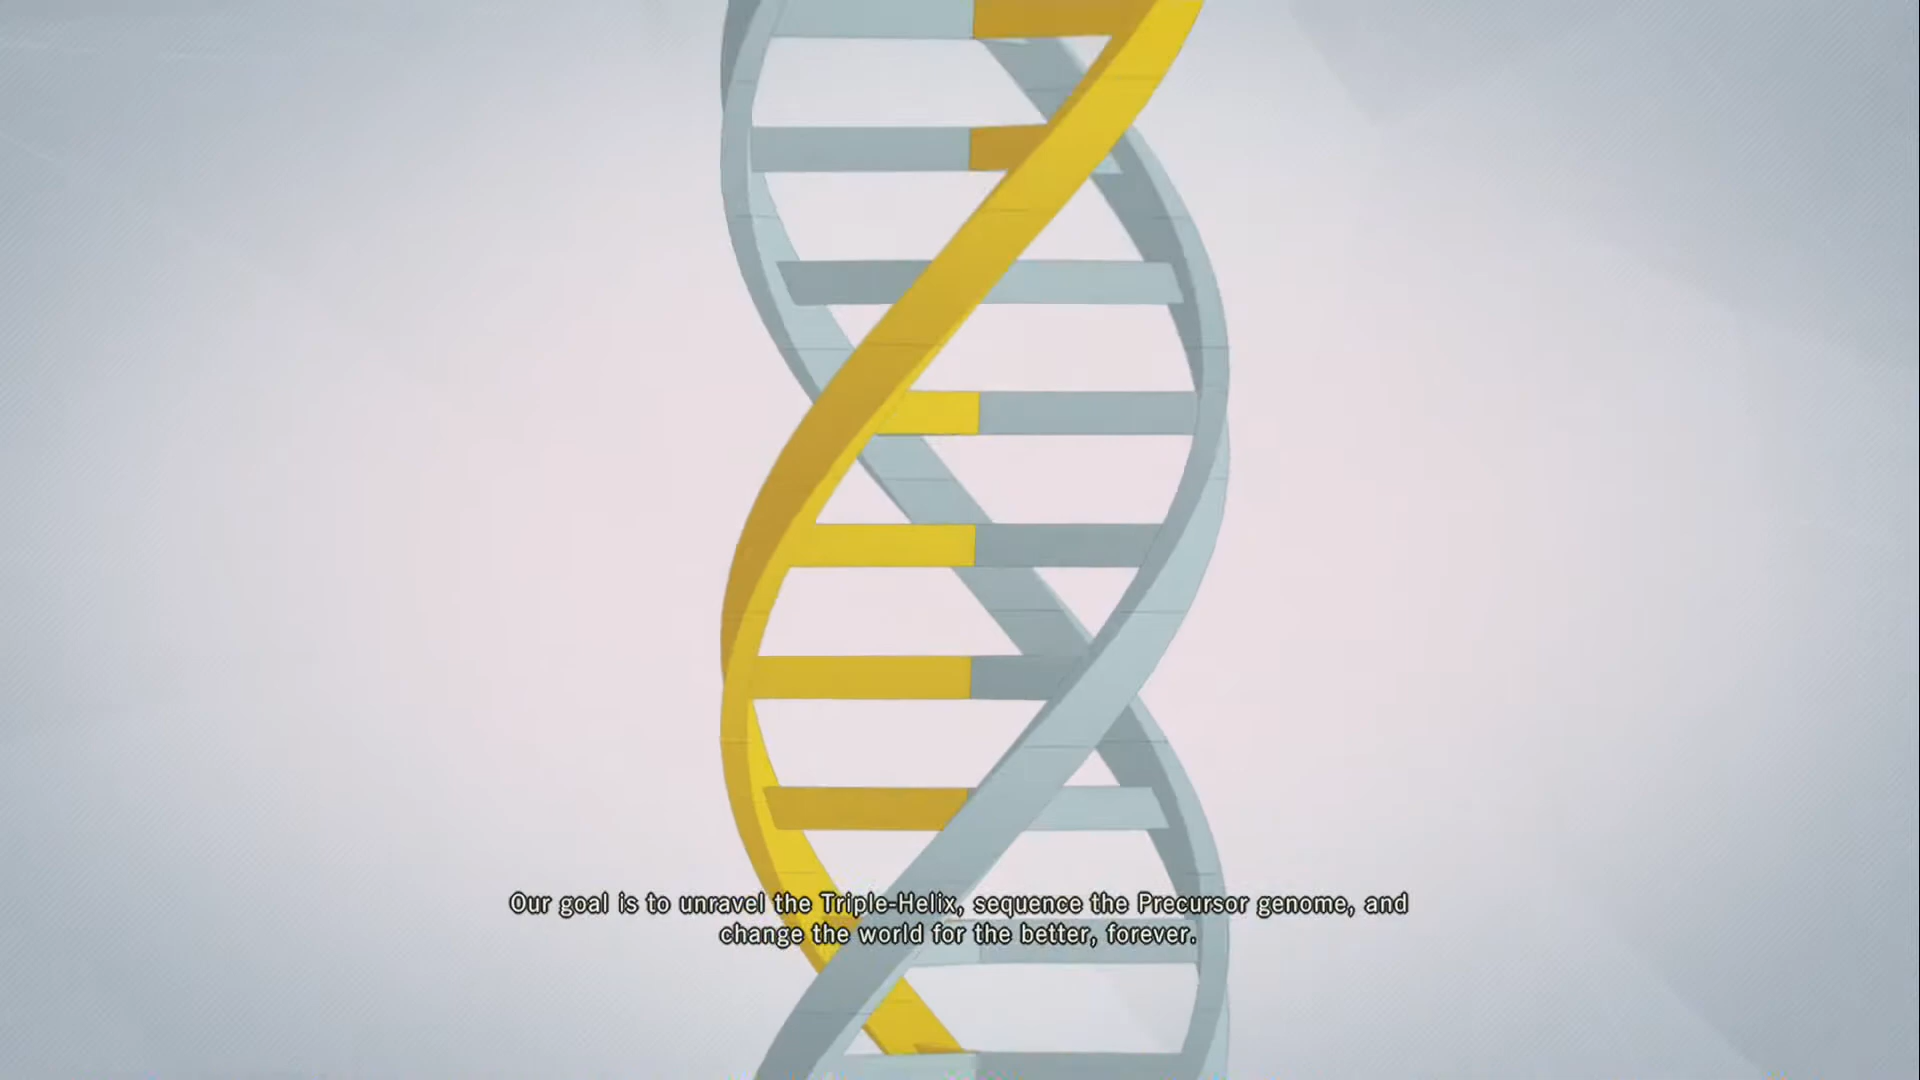 Our goal is to unravel the Triple-Helix, sequence the Precursor genome, and
change the world for the better, forever.